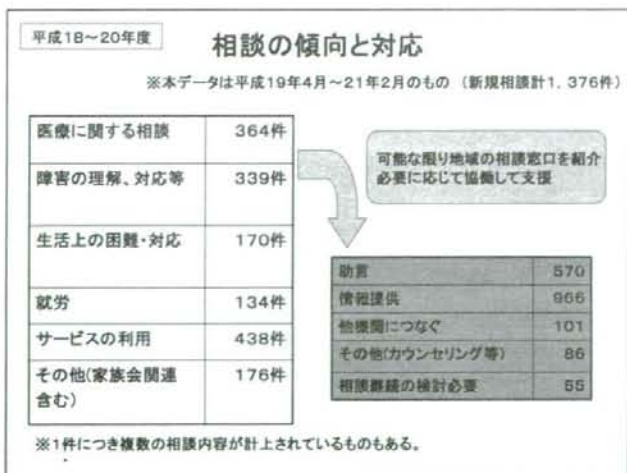 平成18～20年度
相談の傾向と対応
※本データは平成19年4月～21年2月のもの （新規相談計1，376件）
医療に関する相談 364件
障害の理解、対応等 339件
生活上の困難・対応 170件
就労 134件
サービスの利用 438件
その他(家族会関連
含む) 176件
可能な限り地域の相談窓口を紹介
必要に応じて協働して支援
助言 570
情報提供 966
他機関につなぐ 101
その他(カウンセリング等) 86
相談継続の検討必要 55
※1件につき複数の相談内容が計上されているものもある。